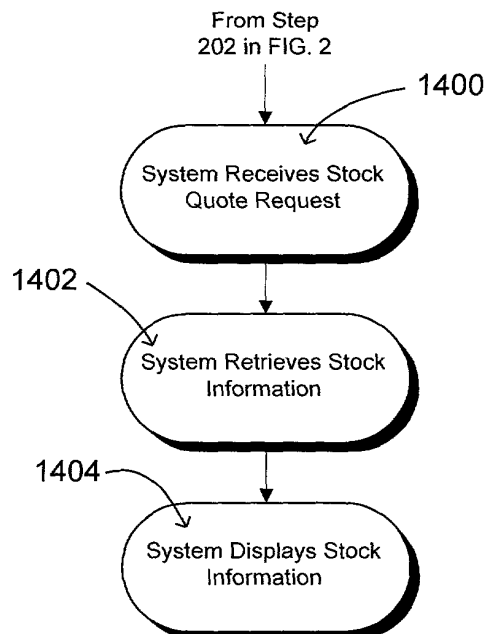 From Step
202 in FIG. 2
1400
System Receives Stock
Quote Request
1402
System Retrieves Stock
Information
1404
System Displays Stock
Information